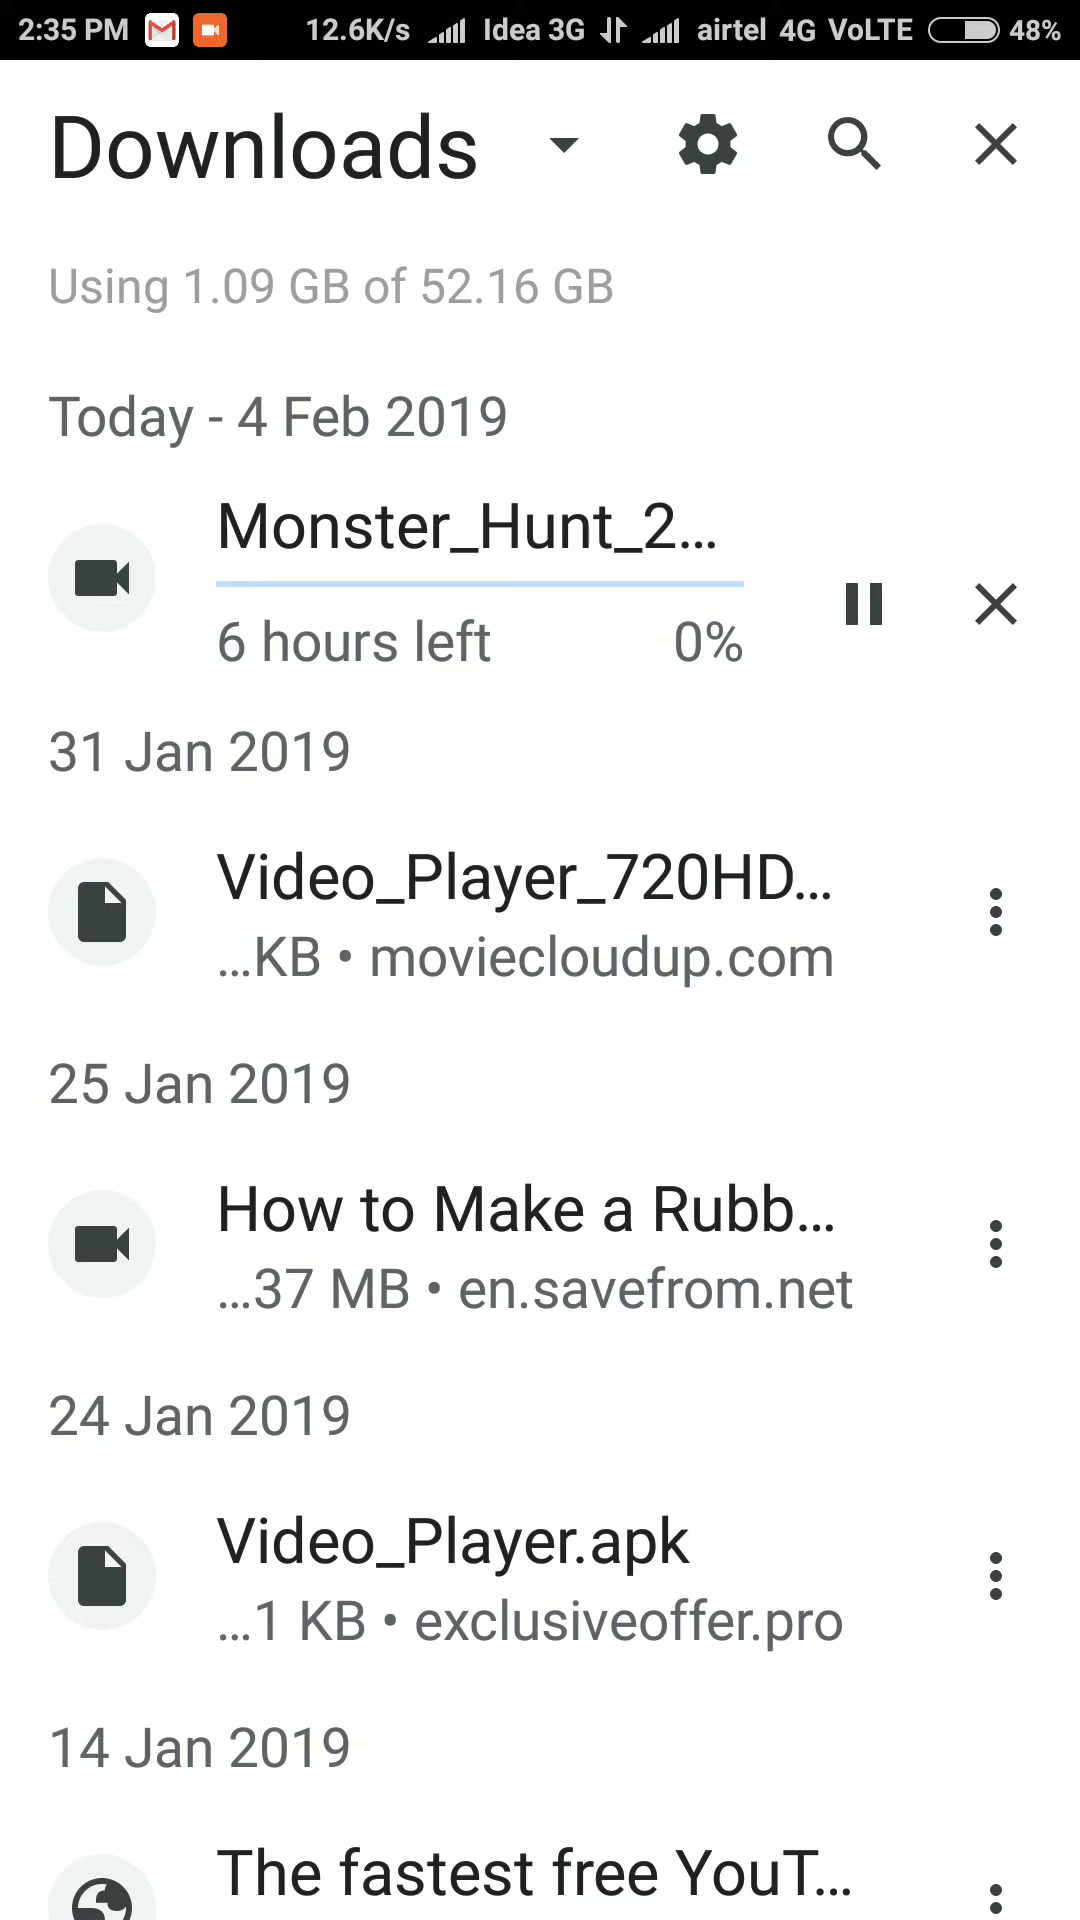 2:35 PM 12.6K/s Idea 3G airtel 4G VoLTE 48%
Downloads
Using 1.09 GB of 52.16 GB
Today - 4 Feb 2019
Monster_Hunt_2...
6 hours left 0%
31 Jan 2019
Video_Player_720HD...
...KB • moviecloudup.com
25 Jan 2019
How to Make a Rubb...
...37 MB • en.savefrom.net
24 Jan 2019
Video_Player.apk
...1 KB • exclusiveoffer.pro
14 Jan 2019
The fastest free YouT...